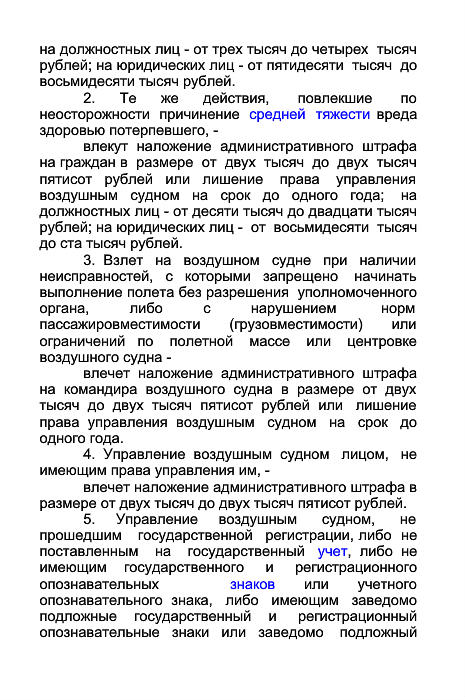 на должностных лиц - от трех тысяч до четырех тысяч
рублей; на юридических лиц - от пятидесяти тысяч до
восьмидесяти тысяч рублей.
2. Те же действия, повлекшие по
неосторожности причинение средней тяжести вреда
здоровью потерпевшего, -
влекут наложение административного штрафа
на граждан в размере от двух тысяч до двух тысяч
пятисот рублей или лишение права управления
воздушным судном на срок до одного года; на
должностных лиц - от десяти тысяч до двадцати тысяч
рублей; на юридических лиц - от восьмидесяти тысяч
до ста тысяч рублей.
3. Взлет на воздушном судне при наличии
неисправностей, с которыми запрещено начинать
выполнение полета без разрешения уполномоченного
органа, либо с нарушением норм
пассажировместимости (грузовместимости) или
ограничений по полетной массе или центровке
воздушного судна -
влечет наложение административного штрафа
на командира воздушного судна в размере от двух
тысяч до двух тысяч пятисот рублей или лишение
права управления воздушным судном на срок до
одного года.
4. Управление воздушным судном лицом, не
имеющим права управления им, -
влечет наложение административного штрафа в
размере от двух тысяч до двух тысяч пятисот рублей.
5. Управление воздушным судном, не
прошедшим государственной регистрации, либо не
поставленным на государственный учет, либо не
имеющим государственного и регистрационного
опознавательных знаков или учетного
опознавательного знака, либо имеющим заведомо
подложные государственный и регистрационный
опознавательные знаки или заведомо подложный